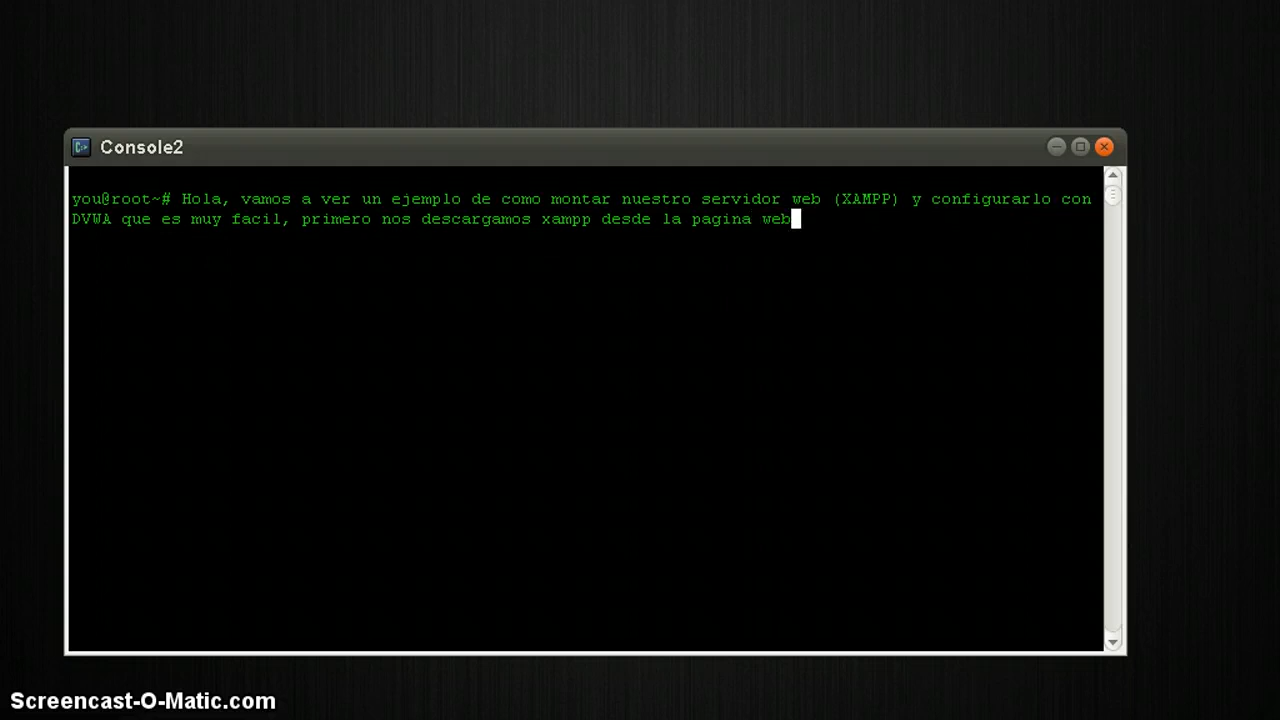 Console2
you@root~# Hola, vamos a ver un ejemplo de como montar nuestro servidor web (XAMPP) y configurarlo con
DVWA que es muy facil, primero nos descargamos xampp desde la pagina web
Screencast-O-Matic.com